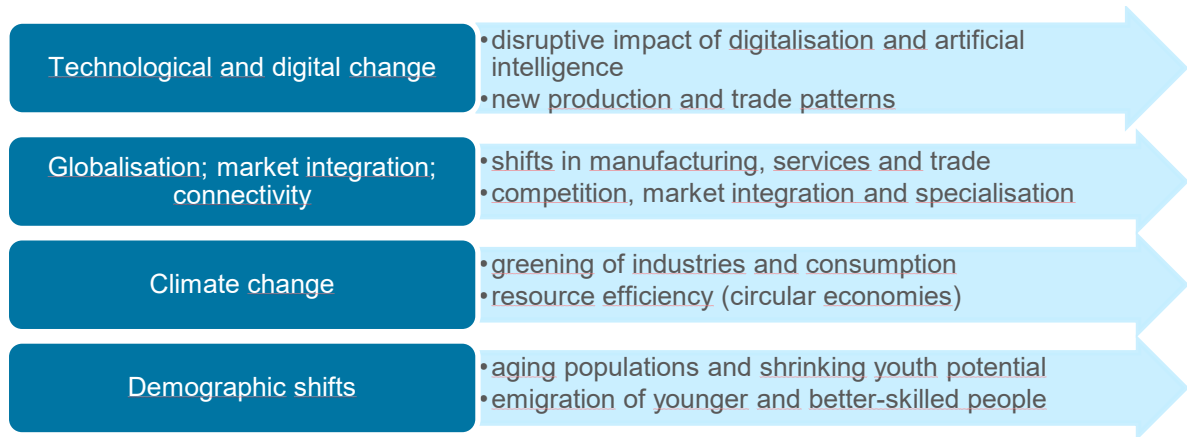 Technological and digital change
•disruptive impact of digitalisation and artificial
intelligence
•new production and trade patterns
Globalisation; market integration;
connectivity
•shifts in manufacturing, services and trade
•competition, market integration and specialisation
Climate change
•greening of industries and consumption
•resource efficiency (circular economies)
Demographic shifts
•aging populations and shrinking youth potential
•emigration of younger and better-skilled people